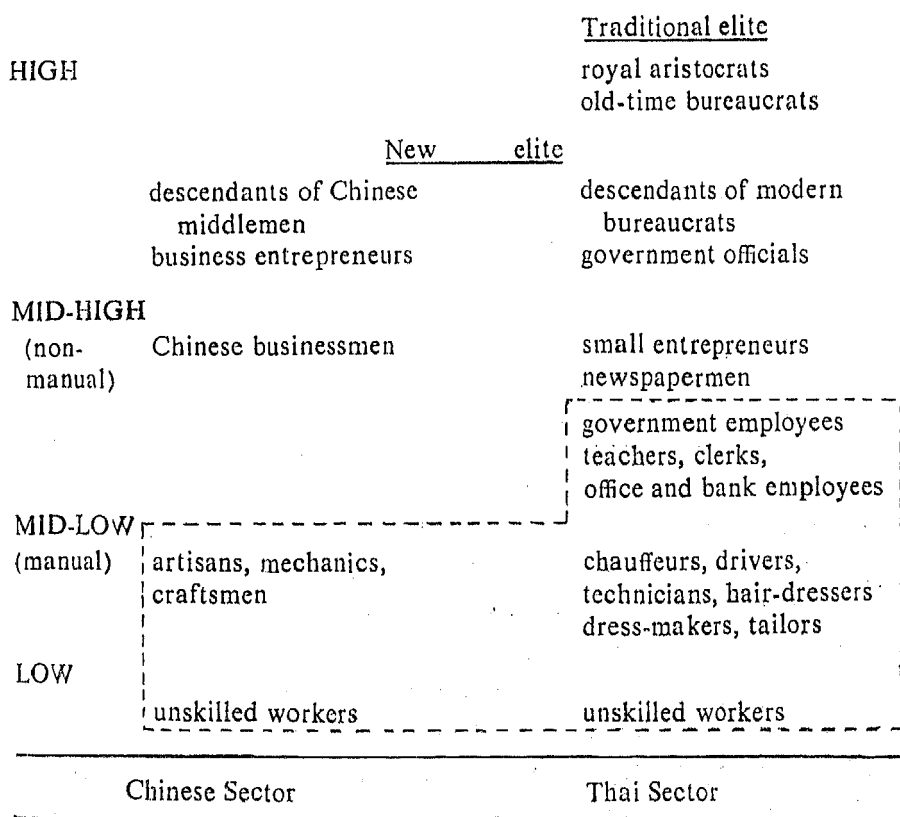 Traditional elite
HIGH royal aristocrats
old-time bureaucrats
New elite
descendants of Chinese descendants of modern
middlemen bureaucrats
business entrepreneurs government officials
MID-HIGH
(non- Chinese businessmen small entrepreneurs
manual) newspapermen
government employees
teachers, clerks,
office and bank employees
MID-LOW
(manual) artisans, mechanics, chauffeurs, drivers,
craftsmen technicians, hair-dressers
dress-makers, tailors
LOW
unskilled workers unskilled workers
Chinese Sector Thai Sector